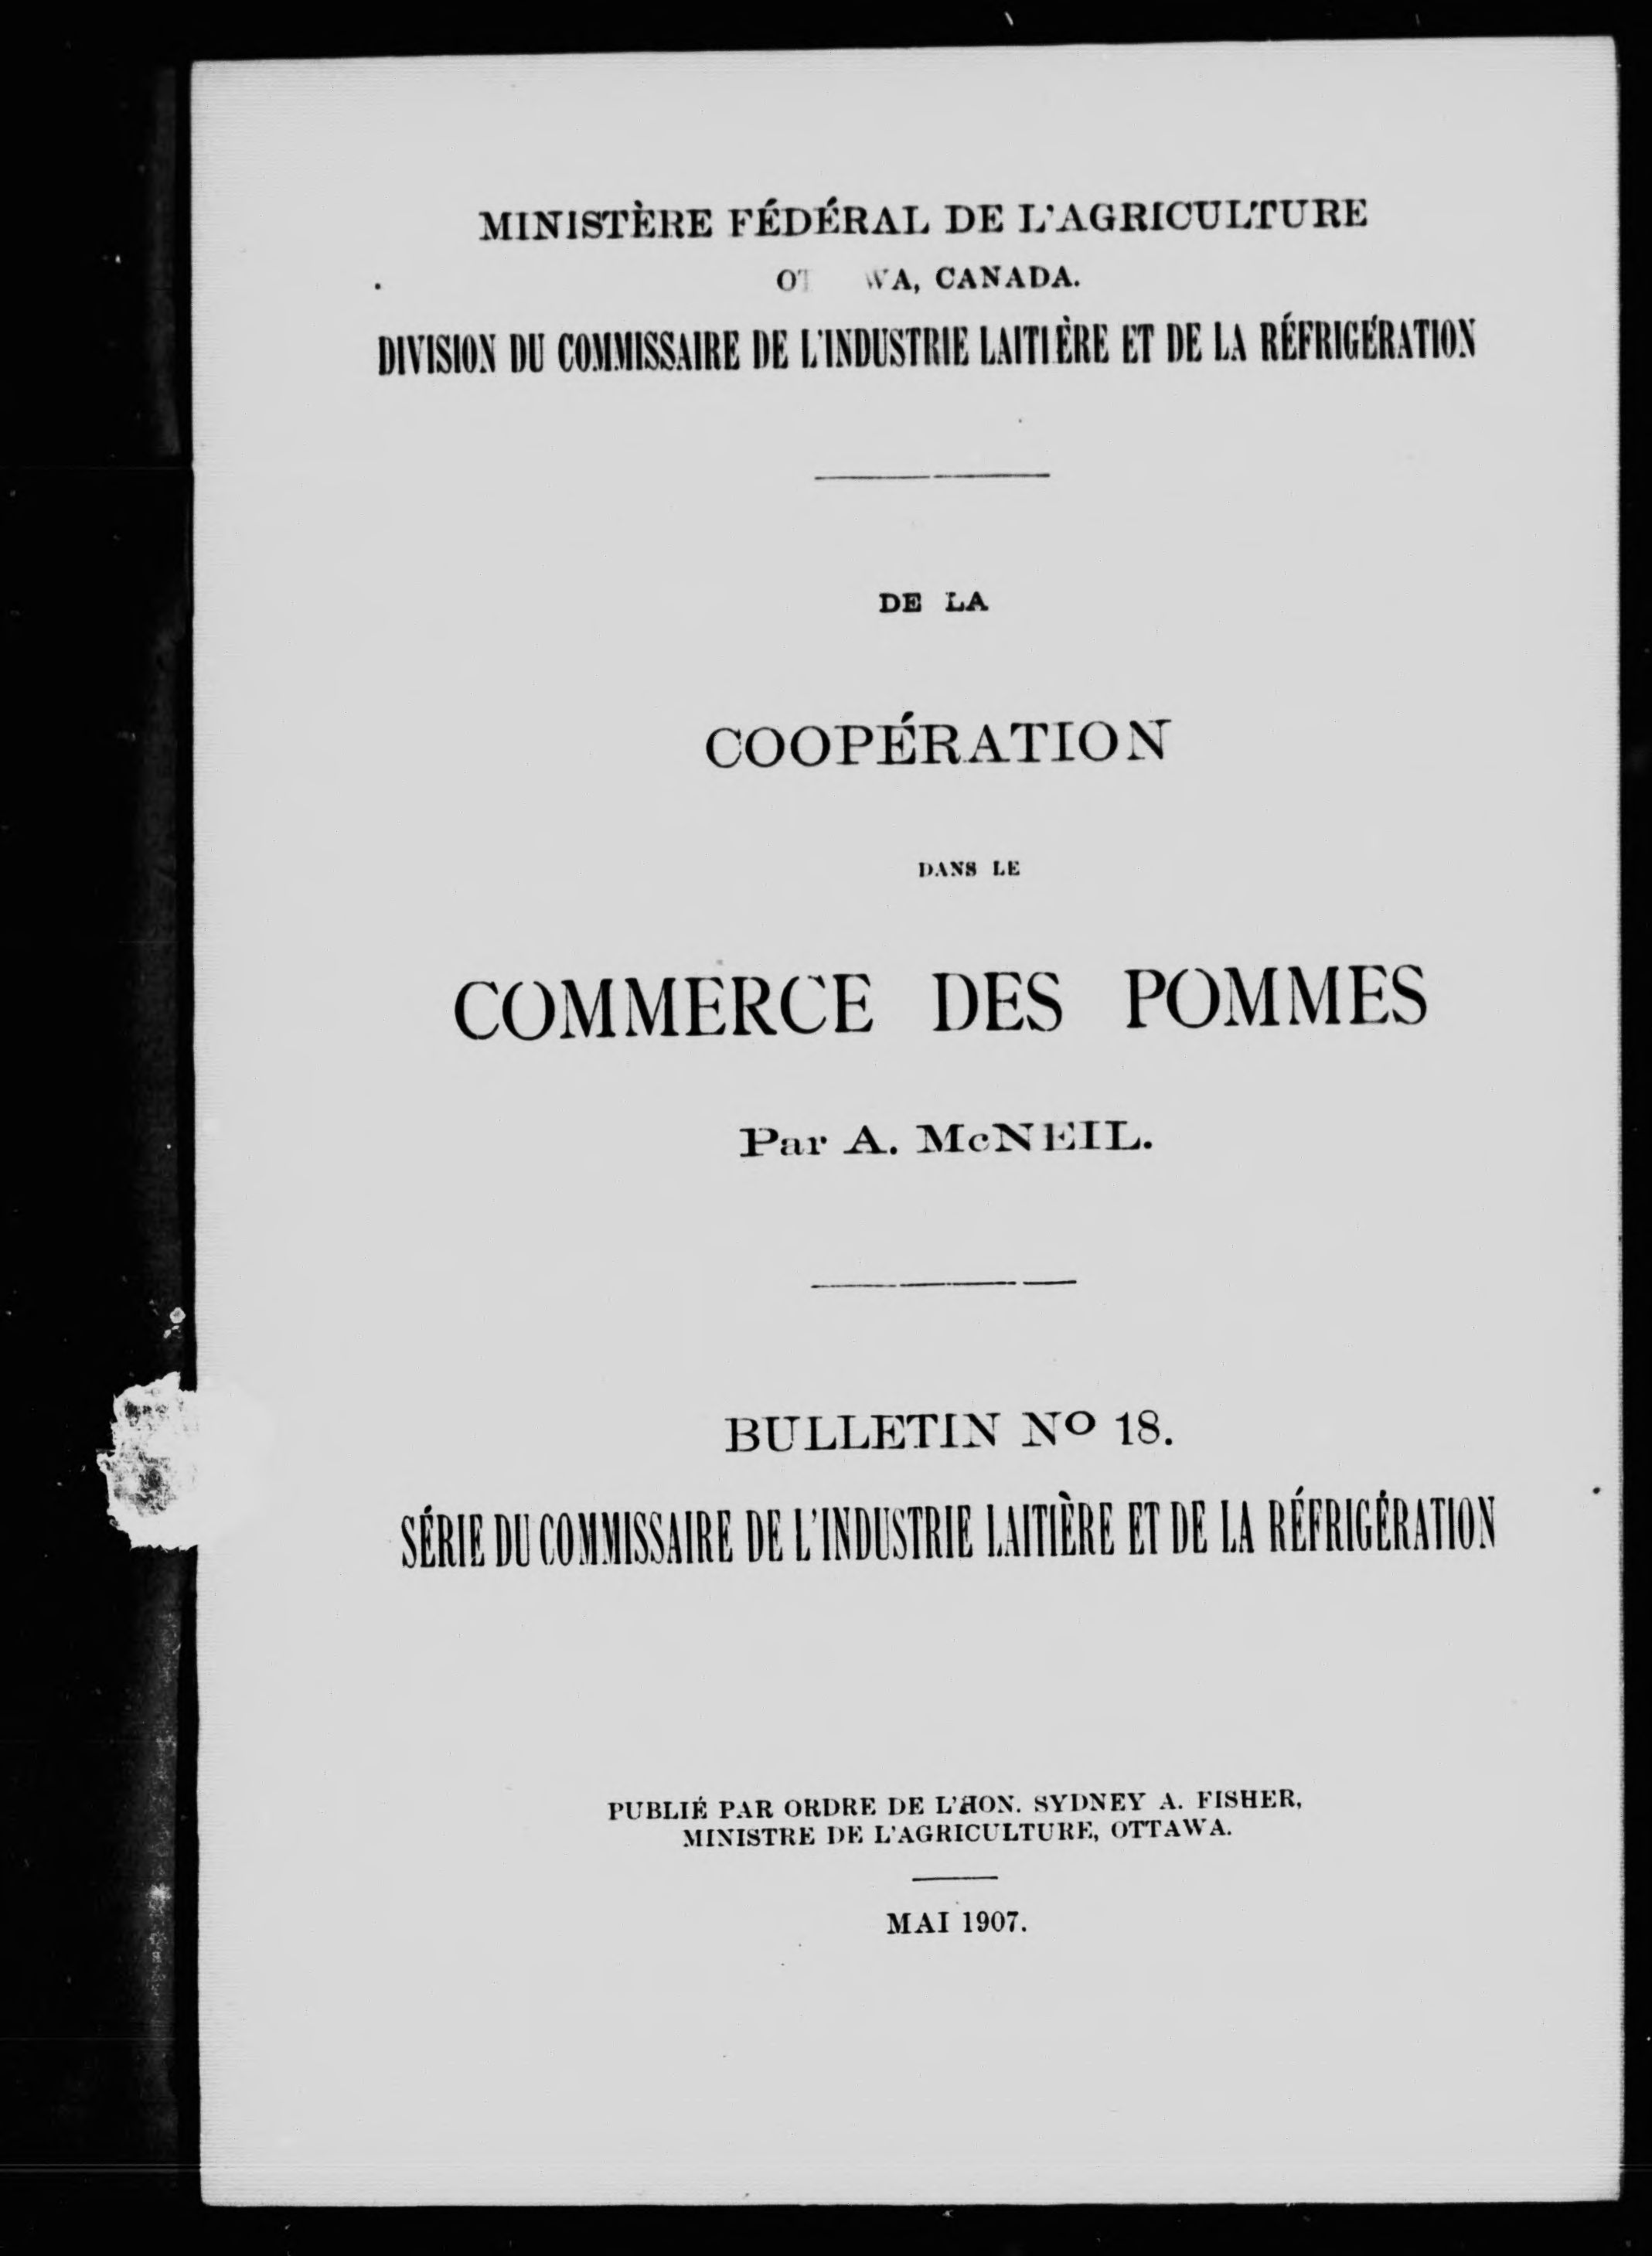 MINISTÈRE FÉDÉRAL DE L'AGRICULTURE
CANADA.
DIVISION DU COMMISSAIRE DE L'INDUSTRIE LAITIÈRE ET DE LA RÉFRIGÉRATION
DE LA
COOPÉRATION
DANS LE
COMMERCE DES POMMES
Par A. McNEIL.
BULLETIN No 18.
SÉRIE DU COMMISSAIRE DE L'INDUSTRIE LAITIÈRE ET DE LA RÉFRIGÉRATION
PUBLIÉ PAR ORDRE DE L'HON. SYDNEY A. FISHER,
MINISTRE DE L'AGRICULTURE, OTTAWA.
MAI 1907.